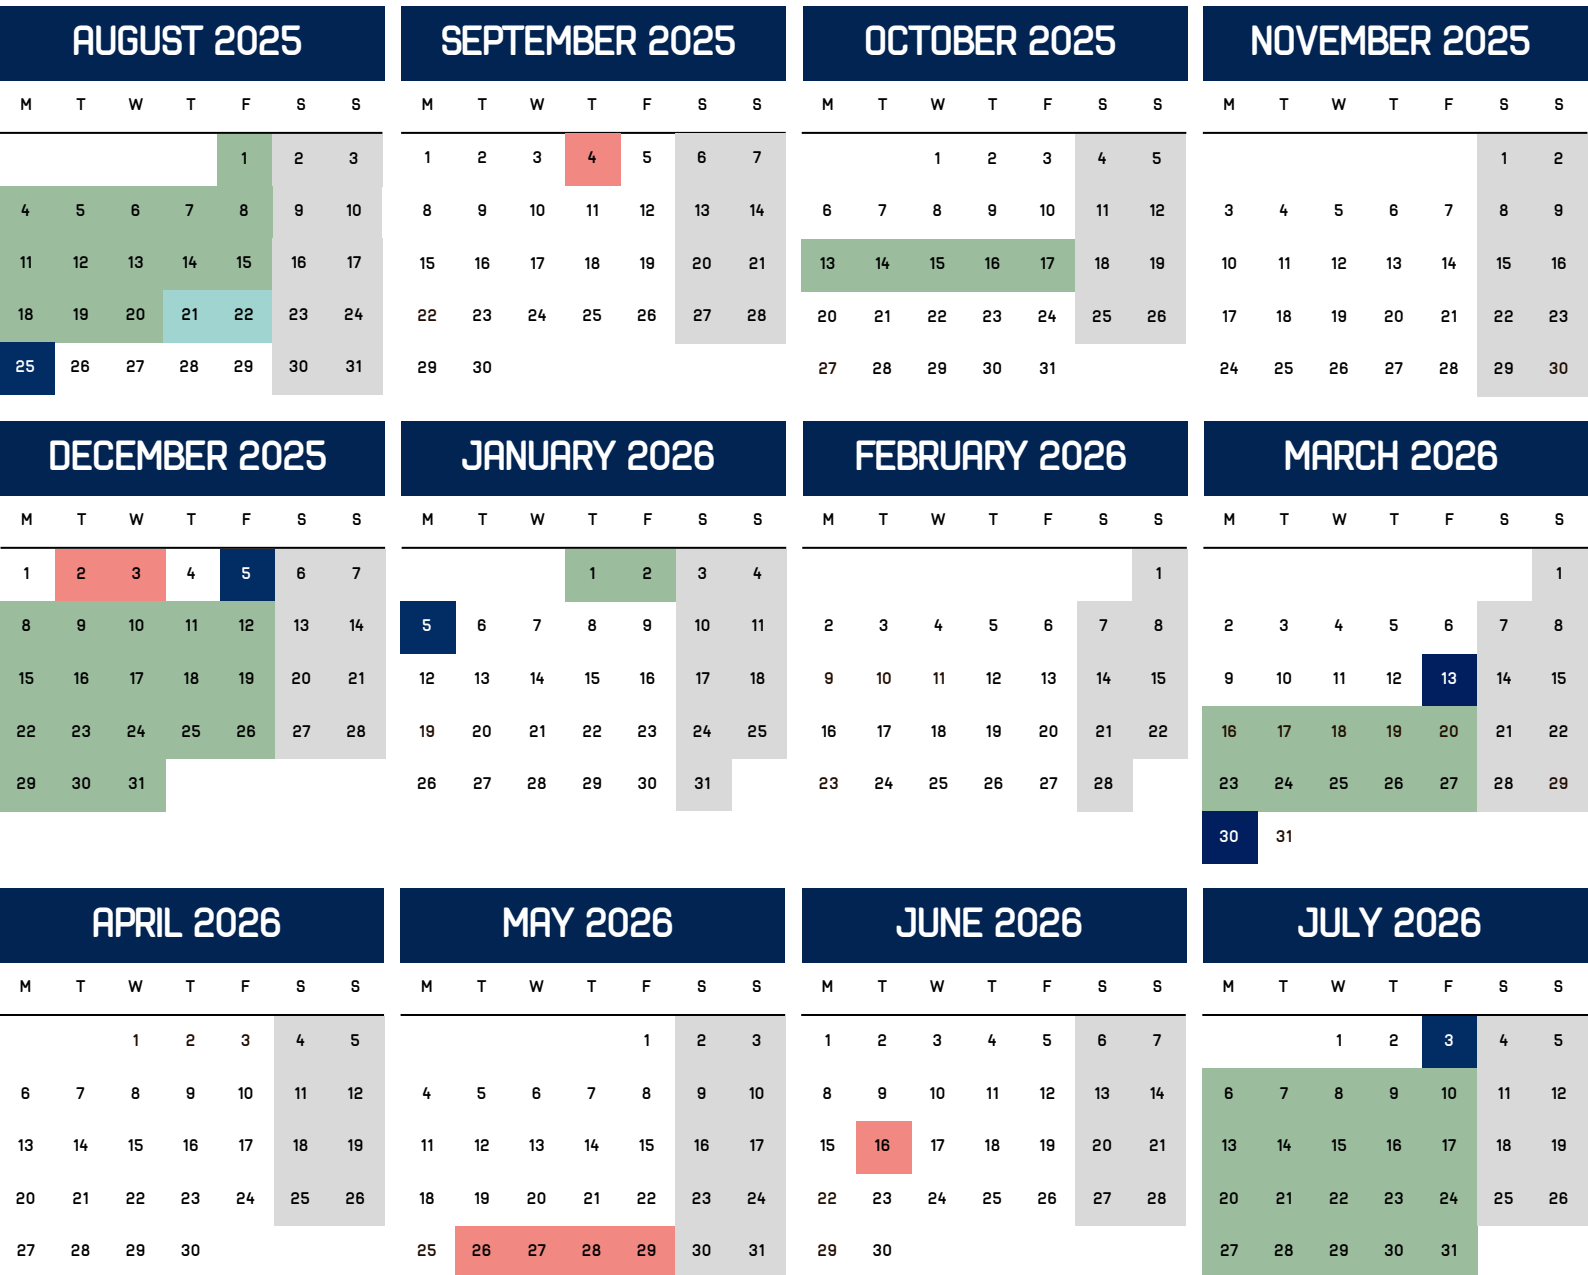 AUGUST 2025
M T W T F S S
1 2 3
4 5 6 7 8 9 10
11 12 13 14 15 16 17
18 19 20 21 22 23 24
25 26 27 28 29 30 31
SEPTEMBER 2025
M T W T F S S
1 2 3 4 5 6 7
8 9 10 11 12 13 14
15 16 17 18 19 20 21
22 23 24 25 26 27 28
29 30
OCTOBER 2025
M T W T F S S
1 2 3 4 5
6 7 8 9 10 11 12
13 14 15 16 17 18 19
20 21 22 23 24 25 26
27 28 29 30 31
NOVEMBER 2025
M T W T F S S
1 2
3 4 5 6 7 8 9
10 11 12 13 14 15 16
17 18 19 20 21 22 23
24 25 26 27 28 29 30
DECEMBER 2025
M T W T F S S
1 2 3 4 5 6 7
8 9 10 11 12 13 14
15 16 17 18 19 20 21
22 23 24 25 26 27 28
29 30 31
JANUARY 2026
M T W T F S S
1 2 3 4
5 6 7 8 9 10 11
12 13 14 15 16 17 18
19 20 21 22 23 24 25
26 27 28 29 30 31
FEBRUARY 2026
M T W T F S S
1
2 3 4 5 6 7 8
9 10 11 12 13 14 15
16 17 18 19 20 21 22
23 24 25 26 27 28
MARCH 2026
M T W T F S S
1
2 3 4 5 6 7 8
9 10 11 12 13 14 15
16 17 18 19 20 21 22
23 24 25 26 27 28 29
30 31
APRIL 2026
M T W T F S S
1 2 3 4 5
6 7 8 9 10 11 12
13 14 15 16 17 18 19
20 21 22 23 24 25 26
27 28 29 30
MAY 2026
M T W T F S S
1 2 3
4 5 6 7 8 9 10
11 12 13 14 15 16 17
18 19 20 21 22 23 24
25 26 27 28 29 30 31
JUNE 2026
M T W T F S S
1 2 3 4 5 6 7
8 9 10 11 12 13 14
15 16 17 18 19 20 21
22 23 24 25 26 27 28
29 30
JULY 2026
M T W T F S S
1 2 3 4 5
6 7 8 9 10 11 12
13 14 15 16 17 18 19
20 21 22 23 24 25 26
27 28 29 30 31